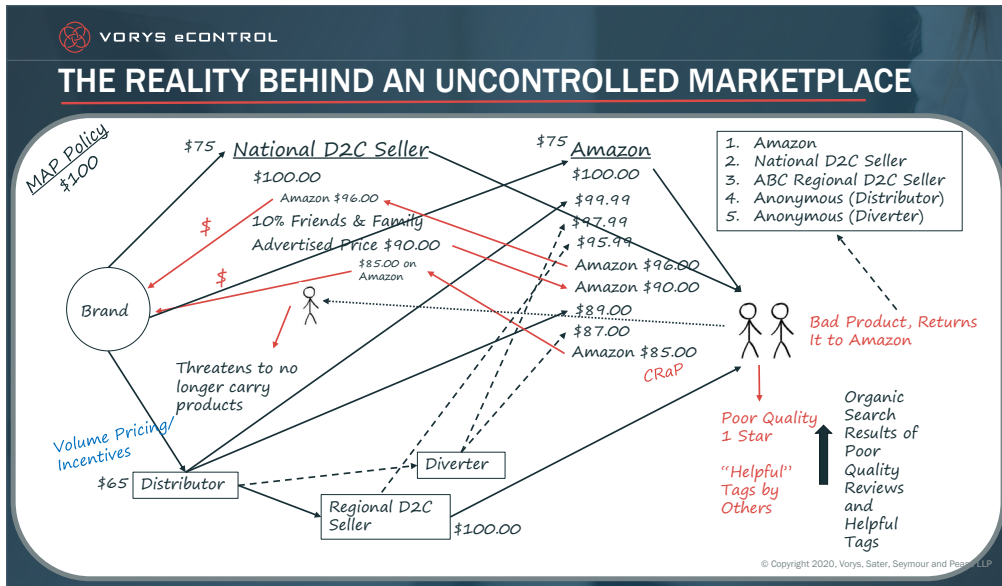 VORYS eCONTROL
THE REALITY BEHIND AN UNCONTROLLED MARKETPLACE
MAP Policy
$100
$75
National D2C Seller
$100.00
Amazon $96.00
10% Friends & Family
Advertised Price $90.00
$85.00 on
Amazon
$
$
Brand
Threatens to no
longer carry
products
Volume Pricing/
Incentives
$65
Distributor
Diverter
Regional D2C
Seller
$100.00
$75
Amazon
$100.00
$99.99
$97.99
$95.99
Amazon $96.00
Amazon $90.00
$89.00
$87.00
Amazon $85.00
CRaP
1. Amazon
2. National D2C Seller
3. ABC Regional D2C Seller
4. Anonymous (Distributor)
5. Anonymous (Diverter)
Bad Product, Returns
It to Amazon
Poor Quality
1 Star
“Helpful”
Tags by
Others
Organic
Search
Results of
Poor
Quality
Reviews
and
Helpful
Tags
© Copyright 2020, Vorys, Sater, Seymour and Pease LLP